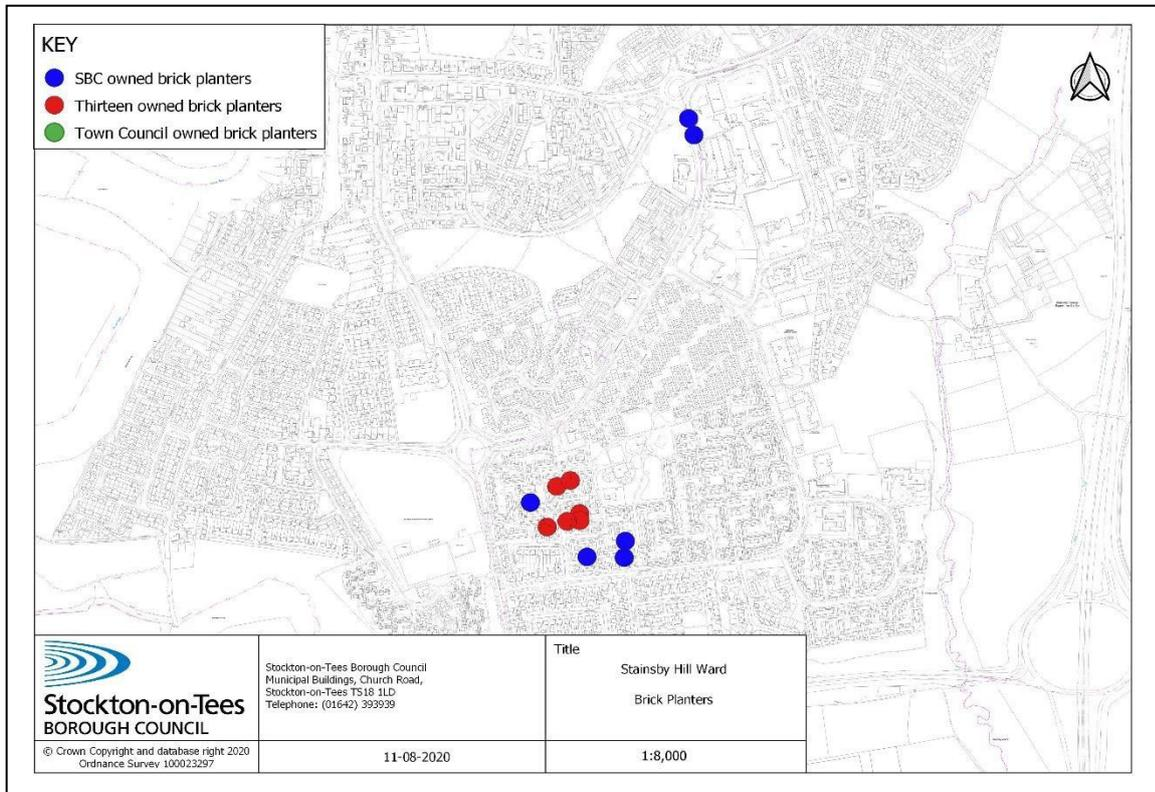 KEY
SBC owned brick planters
Thirteen owned brick planters
Town Council owned brick planters
Stockton-on-Tees
BOROUGH COUNCIL
© Crown Copyright and database right 2020
Ordnance Survey 100023297
Stockton-on-Tees Borough Council
Municipal Buildings, Church Road,
Stockton-on-Tees TS18 1LD
Telephone: (01642) 393939
11-08-2020
Title
Stainsby Hill Ward
Brick Planters
1:8,000